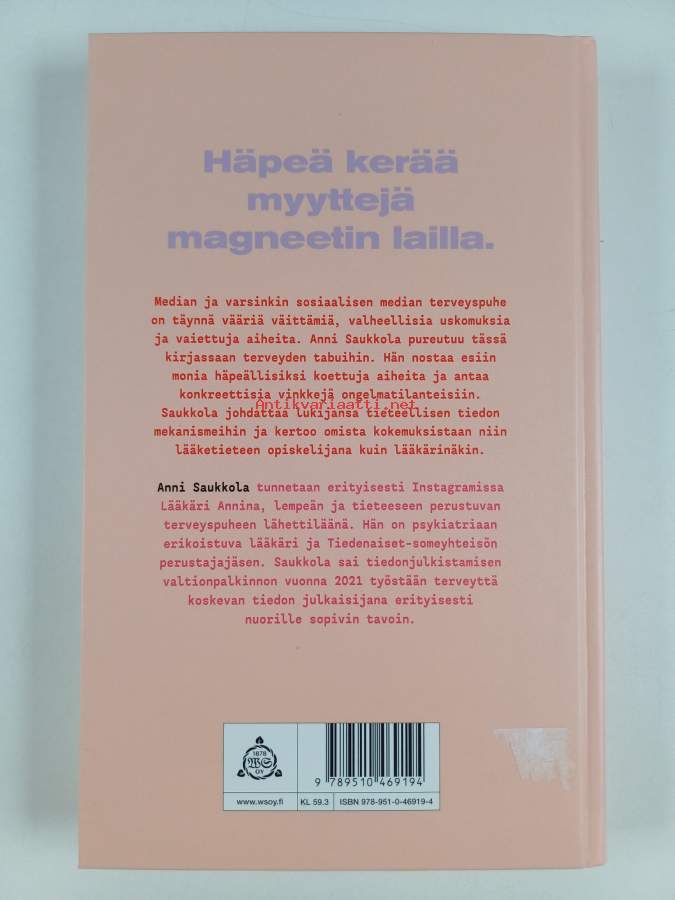 Häpeä kerää
myyttejä
magneetin lailla.
Median ja varsinkin sosiaalisen median terveyspuhe
on täynnä vääriä väittämiä, valheellisia uskomuksia
ja vaiettuja aiheita. Anni Saukkola pureutuu tässä
kirjassaan terveyden tabuihin. Hän nostaa esiin
monia häpeällisiksi koettuja aiheita ja antaa
konkreettisia vinkkejä ongelmatilanteisiin.
Antikvariaatti.net
Saukkola johdattaa lukijansa tieteellisen tiedon
mekanismeihin ja kertoo omista kokemuksistaan niin
lääketieteen opiskelijana kuin lääkärinäkin.
Anni Saukkola tunnetaan erityisesti Instagramissa
Lääkäri Annina, lempeän ja tieteeseen perustuvan
terveyspuheen lähettiläänä. Hän on psykiatriaan
erikoistuva lääkäri ja Tiedenaiset-someyhteisön
perustajajäsen. Saukkola sai tiedonjulkistamisen
valtionpalkinnon vuonna 2021 työstään terveyttä
koskevan tiedon julkaisijana erityisesti
nuorille sopivin tavoin.
1878
WS
OY
9 789510 469194
www.wsoy.fi KL 59.3 ISBN 978-951-0-46919-4